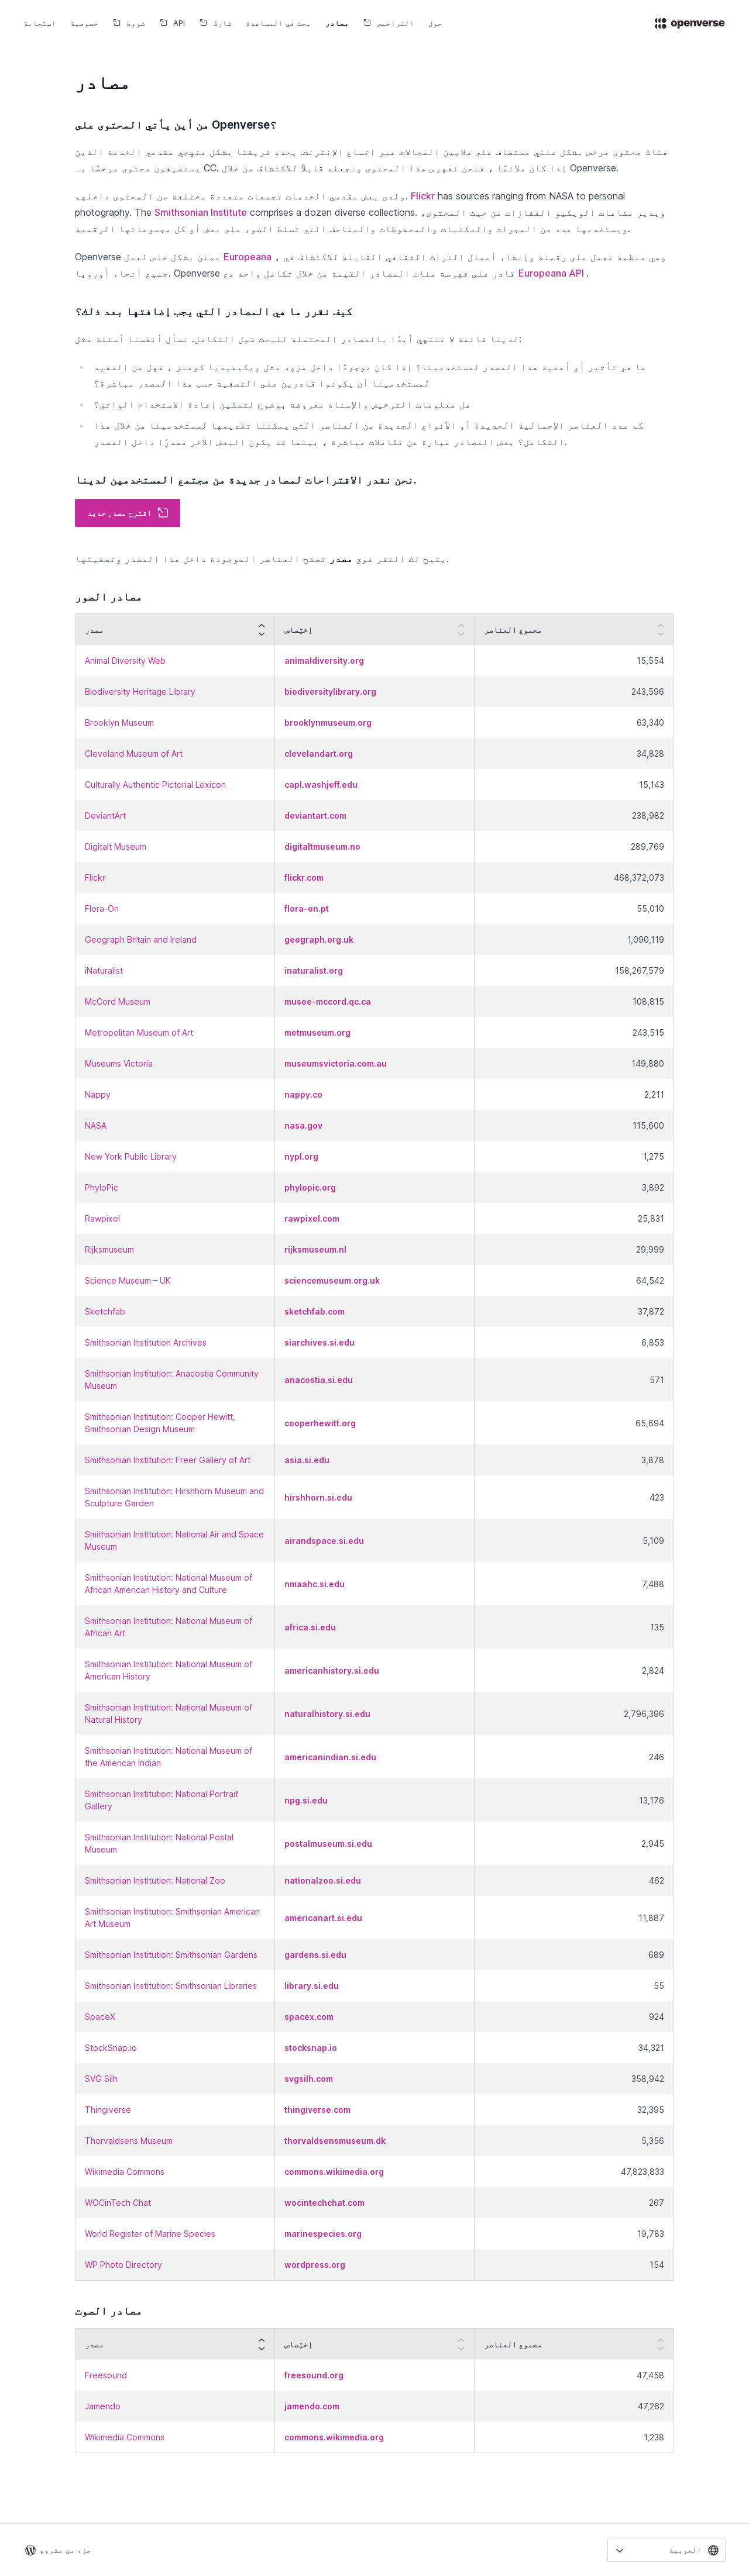 openverse
حول
التراخيص
مصادر
بحث في المساعدة
شارك
API
شروط
خصوصية
استجابة
مصادر
من أين يأتي المحتوى على Openverse؟
هناك محتوى مرخص بشكل علني مستضاف على ملايين المجالات عبر اتساع الإنترنت. يحدد فريقنا بشكل منهجي مقدمي الخدمة الذين
يستضيفون محتوى مرخصًا بـ CC. إذا كان ملائمًا ، فنحن نفهرس هذا المحتوى ونجعله قابلاً للاكتشاف من خلال Openverse.
ولدى بعض مقدمي الخدمات تجمعات متعددة مختلفة من المحتوى داخلهم. Flickr has sources ranging from NASA to personal
photography. The Smithsonian Institute comprises a dozen diverse collections. ويدير مشاعات الويكيو القفازات من حيث المحتوى،
ويستخدمه عدد من المجرات والمكتبات والمحفوظات والمتاحف التي تسلط الضوء على بعض أو كل مجموعاتها الرقمية.
Openverse ممتن بشكل خاص لعمل Europeana ، وهي منظمة تعمل على رقمنة وإنشاء أعمال التراث الثقافي القابلة للاكتشاف في
جميع أنحاء أوروبا. Openverse قادر على فهرسة مئات المصادر القيمة من خلال تكامل واحد مع Europeana API .
كيف نقرر ما هي المصادر التي يجب إضافتها بعد ذلك؟
لدينا قائمة لا تنتهي أبدًا بالمصادر المحتملة للبحث قبل التكامل. نسأل أنفسنا أسئلة مثل:
ما هو تأثير أو أهمية هذا المصدر لمستخدمينا؟ إذا كان موجودًا داخل مزود مثل ويكيميديا كومنز ، فهل من المفيد
لمستخدمينا أن يكونوا قادرين على التصفية حسب هذا المصدر مباشرة؟
هل معلومات الترخيص والإسناد معروضة بوضوح لتمكين إعادة الاستخدام الواثق؟
كم عدد العناصر الإجمالية الجديدة أو الأنواع الجديدة من العناصر التي يمكننا تقديمها لمستخدمينا من خلال هذا
التكامل؟ بعض المصادر عبارة عن تكاملات مباشرة ، بينما قد يكون البعض الآخر مصدرًا داخل المصدر.
نحن نقدر الاقتراحات لمصادر جديدة من مجتمع المستخدمين لدينا.
اقترح مصدر جديد
يتيح لك النقر فوق مصدر تصفح العناصر الموجودة داخل هذا المصدر وتصفيتها.
مصادر الصور
مصدر إختِصاص مجموع العناصر
Animal Diversity Web animaldiversity.org 15,554
Biodiversity Heritage Library biodiversitylibrary.org 243,596
Brooklyn Museum brooklynmuseum.org 63,340
Cleveland Museum of Art clevelandart.org 34,828
Culturally Authentic Pictorial Lexicon capl.washjeff.edu 15,143
DeviantArt deviantart.com 238,982
Digitalt Museum digitaltmuseum.no 289,769
Flickr flickr.com 468,372,073
Flora-On flora-on.pt 55,010
Geograph Britain and Ireland geograph.org.uk 1,090,119
iNaturalist inaturalist.org 158,267,579
McCord Museum musee-mccord.qc.ca 108,815
Metropolitan Museum of Art metmuseum.org 243,515
Museums Victoria museumsvictoria.com.au 149,880
Nappy nappy.co 2,211
NASA nasa.gov 115,600
New York Public Library nypl.org 1,275
PhyloPic phylopic.org 3,892
Rawpixel rawpixel.com 25,831
Rijksmuseum rijksmuseum.nl 29,999
Science Museum – UK sciencemuseum.org.uk 64,542
Sketchfab sketchfab.com 37,872
Smithsonian Institution Archives siarchives.si.edu 6,853
Smithsonian Institution: Anacostia Community
Museum anacostia.si.edu 571
Smithsonian Institution: Cooper Hewitt,
Smithsonian Design Museum cooperhewitt.org 65,694
Smithsonian Institution: Freer Gallery of Art asia.si.edu 3,878
Smithsonian Institution: Hirshhorn Museum and
Sculpture Garden hirshhorn.si.edu 423
Smithsonian Institution: National Air and Space
Museum airandspace.si.edu 5,109
Smithsonian Institution: National Museum of
African American History and Culture nmaahc.si.edu 7,488
Smithsonian Institution: National Museum of
African Art africa.si.edu 135
Smithsonian Institution: National Museum of
American History americanhistory.si.edu 2,824
Smithsonian Institution: National Museum of
Natural History naturalhistory.si.edu 2,796,396
Smithsonian Institution: National Museum of
the American Indian americanindian.si.edu 246
Smithsonian Institution: National Portrait
Gallery npg.si.edu 13,176
Smithsonian Institution: National Postal
Museum postalmuseum.si.edu 2,945
Smithsonian Institution: National Zoo nationalzoo.si.edu 462
Smithsonian Institution: Smithsonian American
Art Museum americanart.si.edu 11,887
Smithsonian Institution: Smithsonian Gardens gardens.si.edu 689
Smithsonian Institution: Smithsonian Libraries library.si.edu 55
SpaceX spacex.com 924
StockSnap.io stocksnap.io 34,321
SVG Silh svgsilh.com 358,942
Thingiverse thingiverse.com 32,395
Thorvaldsens Museum thorvaldsensmuseum.dk 5,356
Wikimedia Commons commons.wikimedia.org 47,823,833
WOCinTech Chat wocintechchat.com 267
World Register of Marine Species marinespecies.org 19,783
WP Photo Directory wordpress.org 154
مصادر الصوت
مصدر إختِصاص مجموع العناصر
Freesound freesound.org 47,458
Jamendo jamendo.com 47,262
Wikimedia Commons commons.wikimedia.org 1,238
العربية
جزء من مشروع